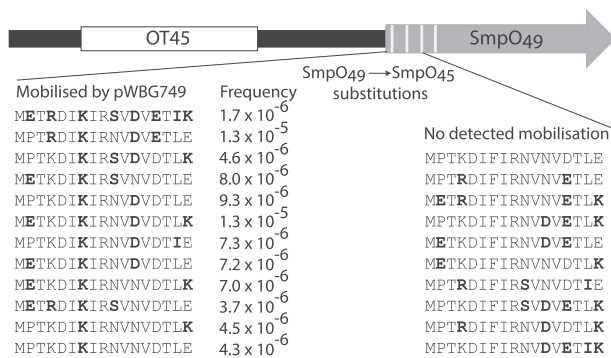 OT45
SmpO49
SmpO49 → SmpO45
substitutions
Mobilised by pWBG749 Frequency
METRDIKIRSVDVETIK 1.7 x 10⁻⁶
MPTRDIKIRNVDVETLE 1.3 x 10⁻⁵
MPTKDIKIRSVDVDTLK 4.6 x 10⁻⁶
METKDIKIRSVNVDTLE 8.0 x 10⁻⁶
MPTKDIKIRNVDVDTLE 9.3 x 10⁻⁶
METKDIKIRNVDVDTLK 1.3 x 10⁻⁵
MPTKDIKIRNVDVDTIE 7.3 x 10⁻⁶
METKDIKIRNVDVDTLE 7.2 x 10⁻⁶
METKDIKIRNVNVDTLK 7.0 x 10⁻⁶
METRDIKIRSVNVDTLE 3.7 x 10⁻⁶
MPTKDIKIRNVNVDTLK 4.5 x 10⁻⁶
MPTKDIKIRNVNVDTLE 4.3 x 10⁻⁶
No detected mobilisation
MPTKDIFIRNVNVDTLE
MPTRDIFIRNVNVETLE
METRDIFIRNVNVETLK
METKDIFIRNVDVETLK
METKDIFIRNVDVETLE
METKDIFIRNVNVDTLK
MPTRDIFIRSVNVDTIE
MPTKDIFIRSVDVETLK
MPTRDIFIRNVDVDTLK
MPTKDIFIRNVDVETIK